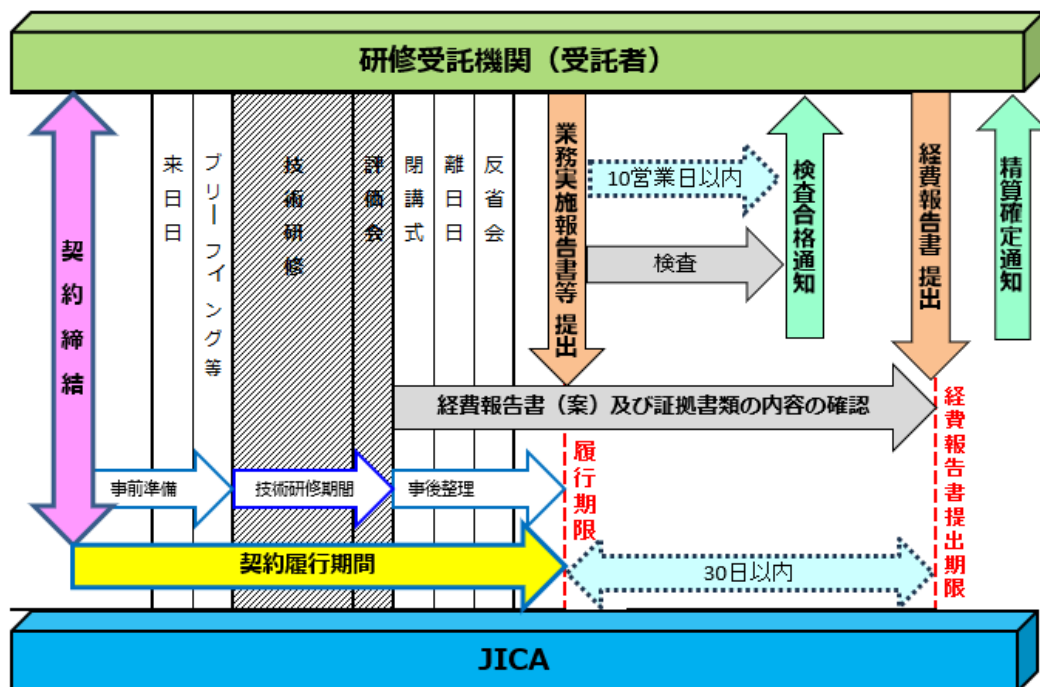 研修受託機関（受託者）
契約締結
来日日
ブリーフイング等
技術研修
評価会
閉講式
離日日
反省会
業務実施報告書等 提出
10営業日以内
検査
検査合格通知
経費報告書 提出
精算確定通知
経費報告書（案）及び証拠書類の内容の確認
事前準備
技術研修期間
事後整理
履行期限
経費報告書提出期限
契約履行期間
30日以内
JICA